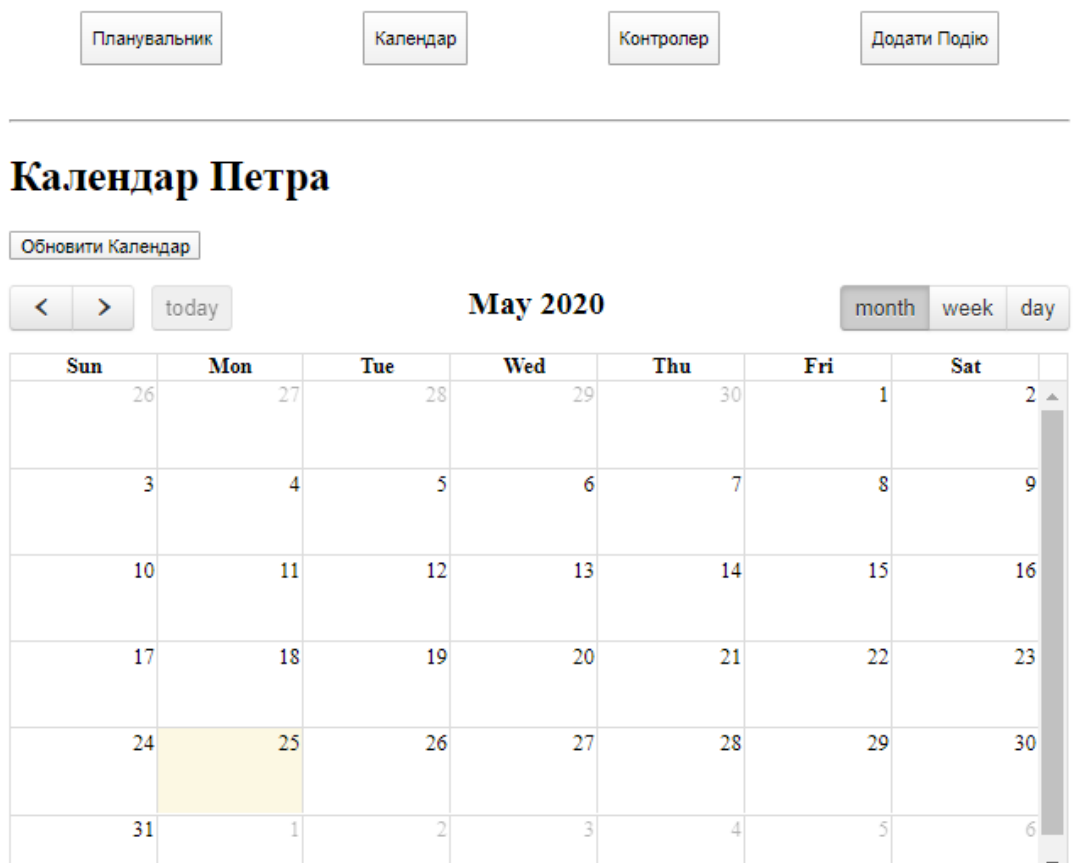 Планувальник Календар Контролер Додати Подію
Календар Петра
Обновити Календар
today May 2020 month week day
Sun Mon Tue Wed Thu Fri Sat
26 27 28 29 30 1 2
3 4 5 6 7 8 9
10 11 12 13 14 15 16
17 18 19 20 21 22 23
24 25 26 27 28 29 30
31 1 2 3 4 5 6